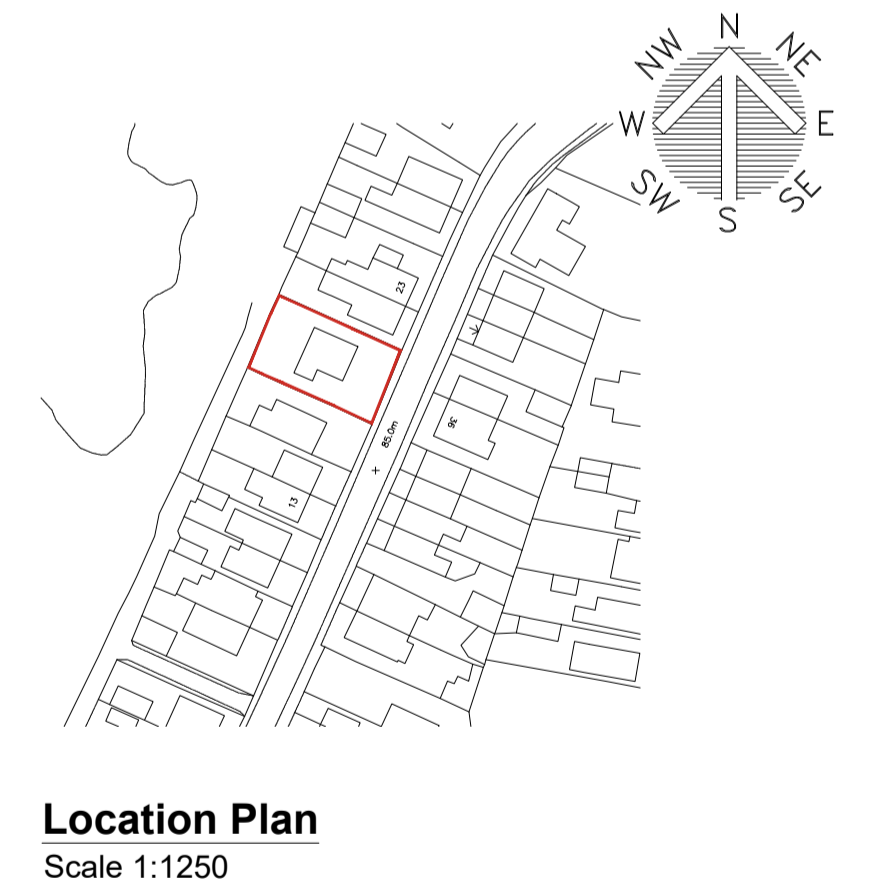 N
NW
NE
W
E
SW
SE
S
23
36
85.0m
13
Location Plan
Scale 1:1250